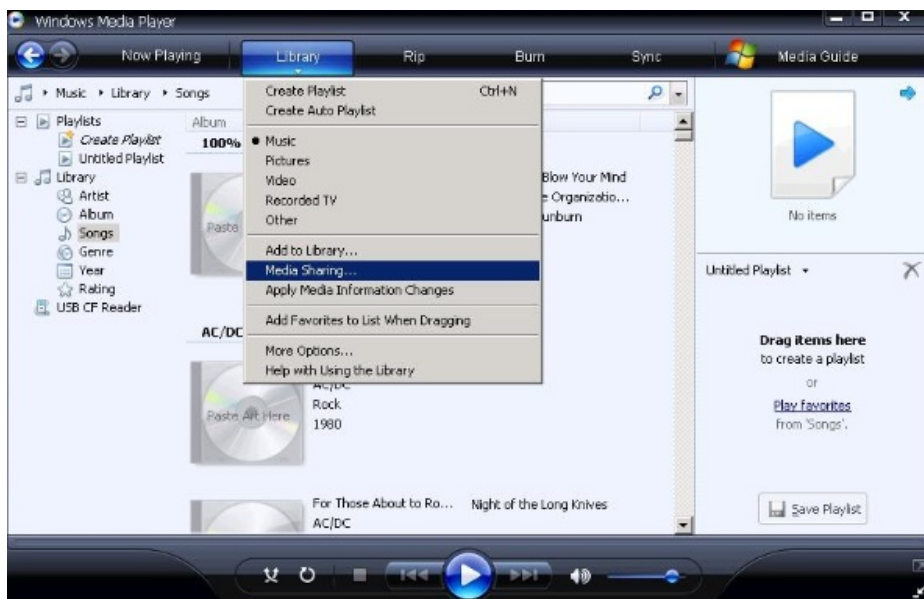 Windows Media Player
Now Playing Library Rip Burn Sync Media Guide
Music Library Songs
Playlists
Create Playlist
Untitled Playlist
Library
Artist
Album
Songs
Genre
Year
Rating
USB CF Reader
Album
100%
Paste
AC/DC
Create Playlist Ctrl+N
Create Auto Playlist
Music
Pictures
Video
Recorded TV
Other
Add to Library...
Media Sharing...
Apply Media Information Changes
Add Favorites to List When Dragging
More Options...
Help with Using the Library
Blow Your Mind
e Organizatio...
unburn
AC/DC
Rock
1980
Paste Art Here
For Those About to Ro... Night of the Long Knives
AC/DC
No items
Untitled Playlist
Drag items here
to create a playlist
or
Play favorites
from 'Songs'.
Save Playlist